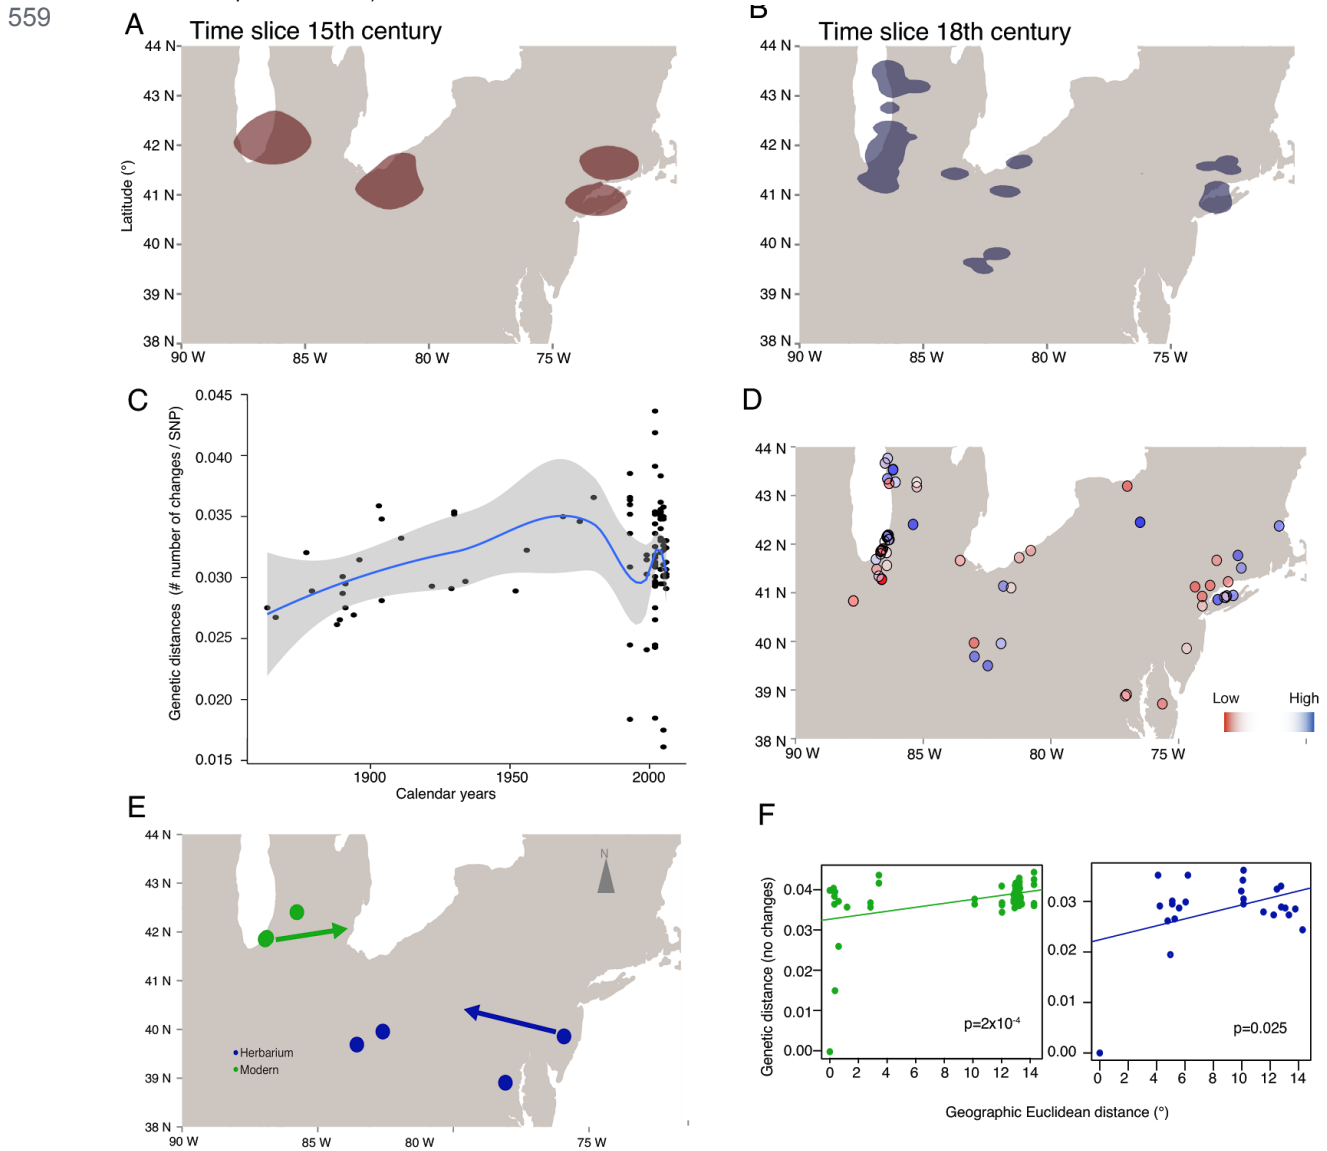 559
A
Time slice 15th century
44 N
43 N
42 N
41 N
40 N
39 N
38 N
Latitude (°)
90 W
85 W
80 W
75 W
B
Time slice 18th century
44 N
43 N
42 N
41 N
40 N
39 N
38 N
90 W
85 W
80 W
75 W
C
Genetic distances (# number of changes / SNP)
0.045
0.040
0.035
0.030
0.025
0.020
0.015
1900
1950
2000
Calendar years
D
44 N
43 N
42 N
41 N
40 N
39 N
38 N
Low
High
90 W
85 W
80 W
75 W
E
44 N
43 N
42 N
41 N
40 N
39 N
38 N
N
Herbarium
Modern
90 W
85 W
80 W
75 W
F
Genetic distance (no changes)
0.04
0.03
0.02
0.01
0.00
p=2x10-4
0 2 4 6 8 10 12 14
0.03
0.02
0.01
0.00
p=0.025
0 2 4 6 8 10 12 14
Geographic Euclidean distance (°)